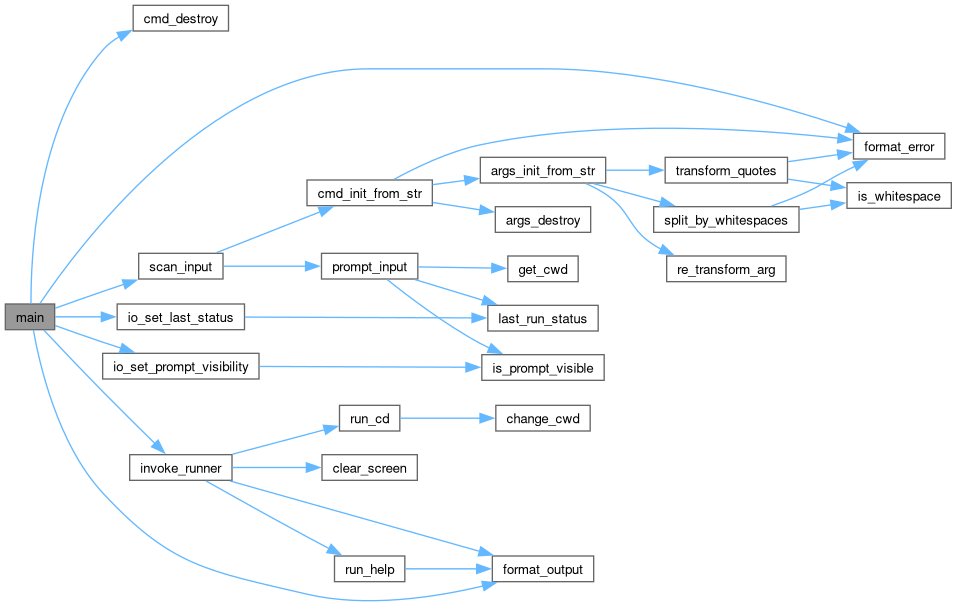 cmd_destroy
format_error
args_init_from_str
transform_quotes
cmd_init_from_str
is_whitespace
args_destroy
split_by_whitespaces
scan_input
prompt_input
get_cwd
re_transform_arg
main
io_set_last_status
last_run_status
io_set_prompt_visibility
is_prompt_visible
run_cd
change_cwd
invoke_runner
clear_screen
run_help
format_output